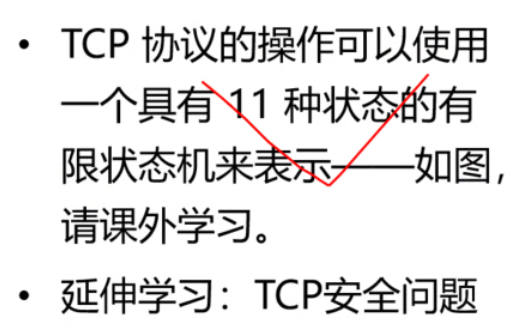 • TCP 协议的操作可以使用
一个具有 11 种状态的有
限状态机来表示——如图，
请课外学习。
• 延伸学习：TCP安全问题